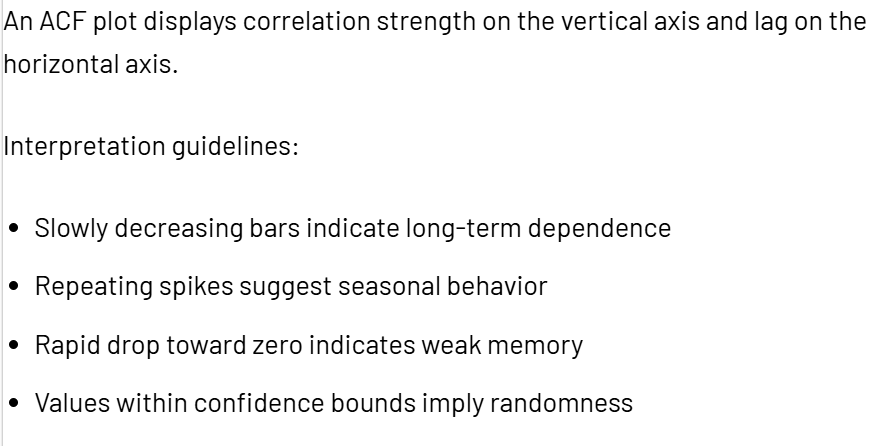 An ACF plot displays correlation strength on the vertical axis and lag on the
horizontal axis.
Interpretation guidelines:
• Slowly decreasing bars indicate long-term dependence
• Repeating spikes suggest seasonal behavior
• Rapid drop toward zero indicates weak memory
• Values within confidence bounds imply randomness